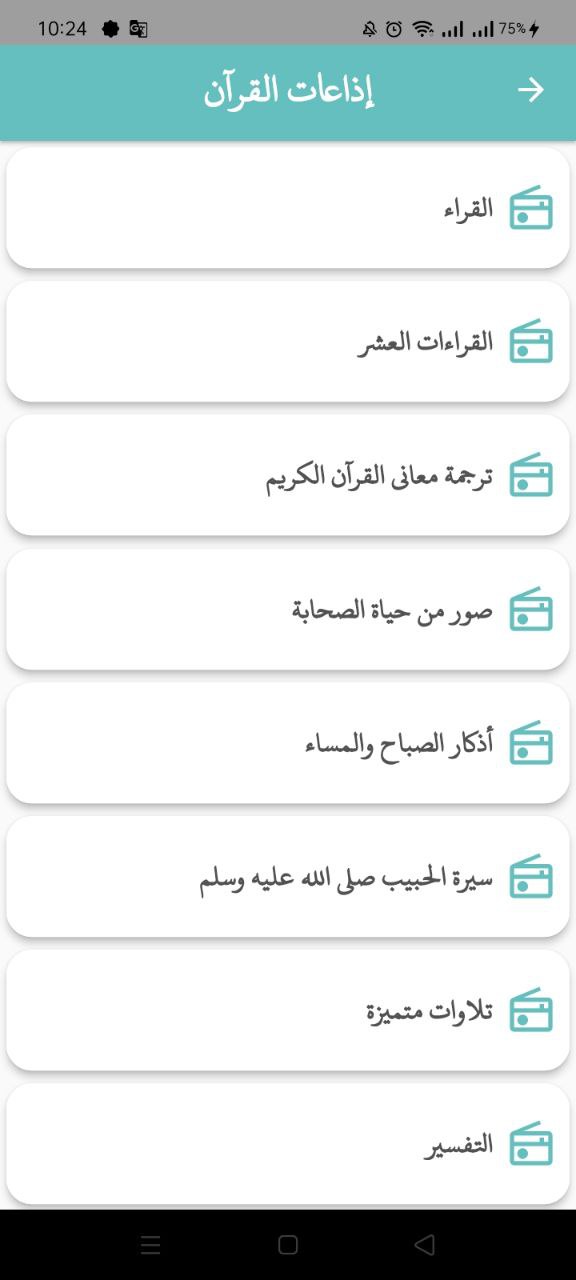 10:24
75%
إذاعات القرآن
القراء
القراءات العشر
ترجمة معانى القرآن الكريم
صور من حياة الصحابة
أذكار الصباح والمساء
سيرة الحبيب صلى الله عليه وسلم
تلاوات متميزة
التفسير